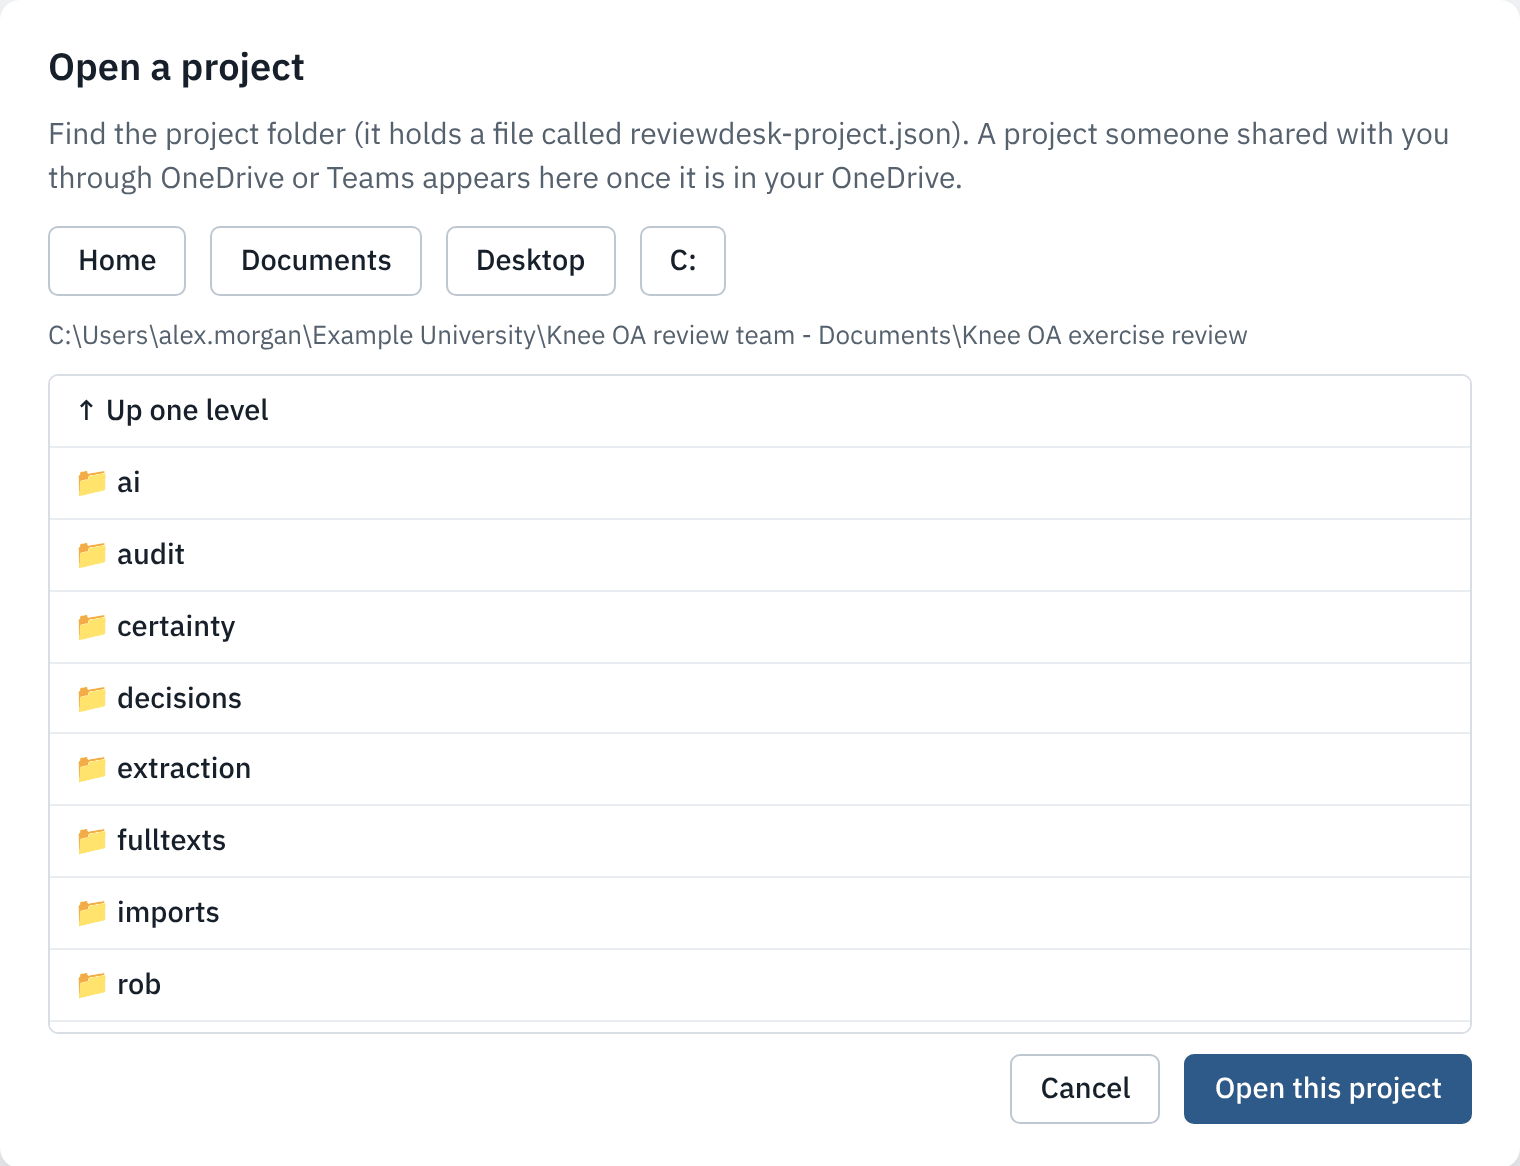 Open a project
Find the project folder (it holds a file called reviewdesk-project.json). A project someone shared with you
through OneDrive or Teams appears here once it is in your OneDrive.
Home Documents Desktop C:
C:\Users\alex.morgan\Example University\Knee OA review team - Documents\Knee OA exercise review
↑ Up one level
ai
audit
certainty
decisions
extraction
fulltexts
imports
rob
Cancel Open this project